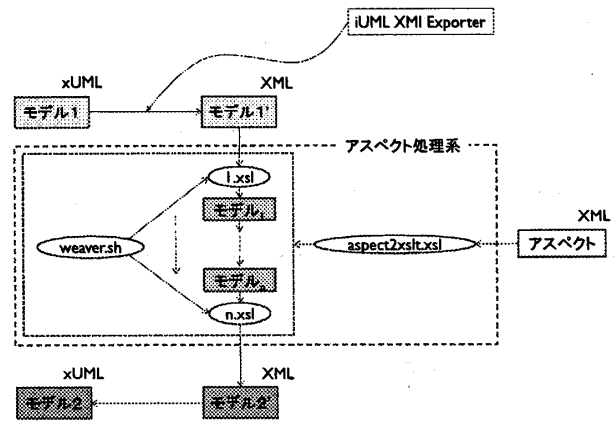 iUML XMI Exporter
xUML
XML
モデル1
モデル1'
アスペクト処理系
1.xsl
モデル1
XML
weaver.sh
aspect2xslt.xsl
アスペクト
モデルn
n.xsl
xUML
XML
モデル2
モデル2'